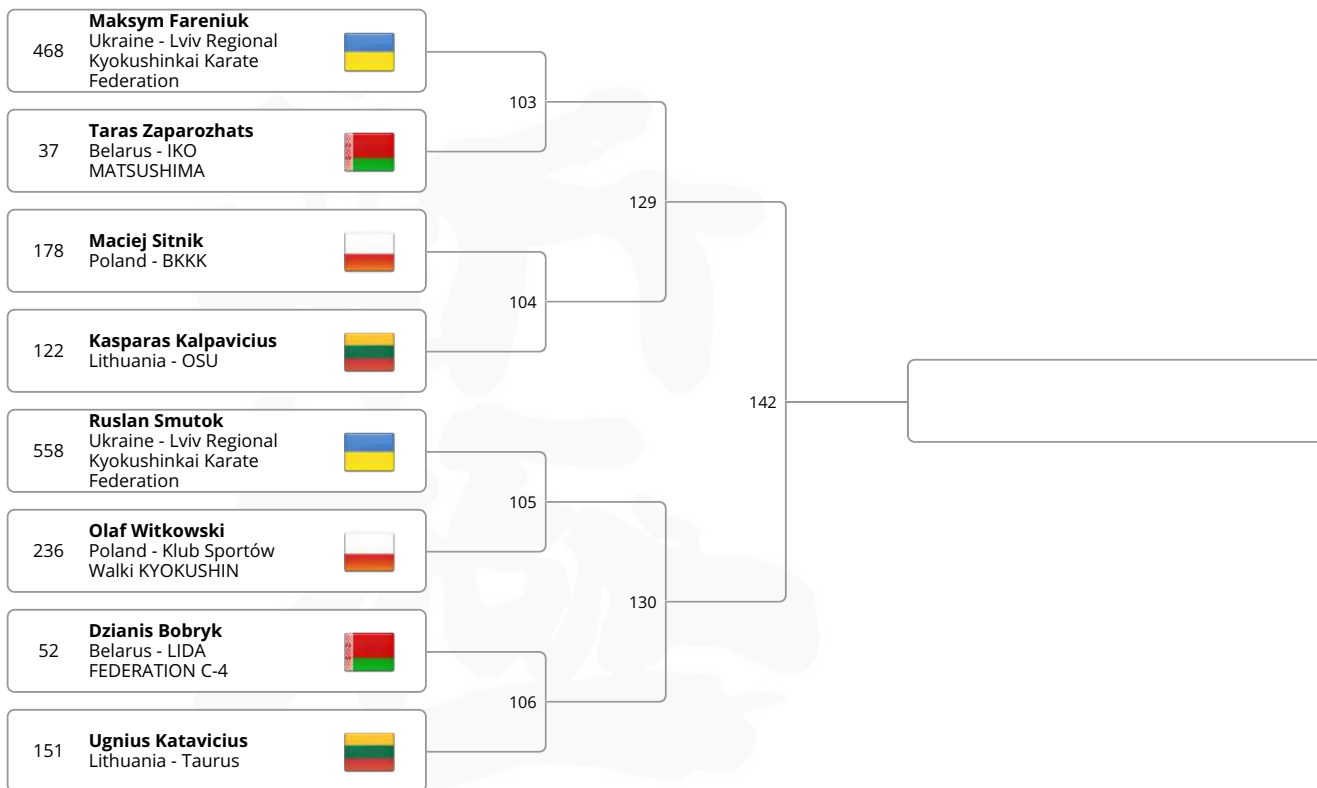 468
Maksym Fareniuk
Ukraine - Lviv Regional
Kyokushinkai Karate
Federation
37
Taras Zaparozhats
Belarus - IKO
MATSUSHIMA
178
Maciej Sitnik
Poland - BKKK
122
Kasparas Kalpavicius
Lithuania - OSU
558
Ruslan Smutok
Ukraine - Lviv Regional
Kyokushinkai Karate
Federation
236
Olaf Witkowski
Poland - Klub Sportów
Walki KYOKUSHIN
52
Dzianis Bobryk
Belarus - LIDA
FEDERATION C-4
151
Ugnius Katavicius
Lithuania - Taurus
103
104
105
106
129
130
142